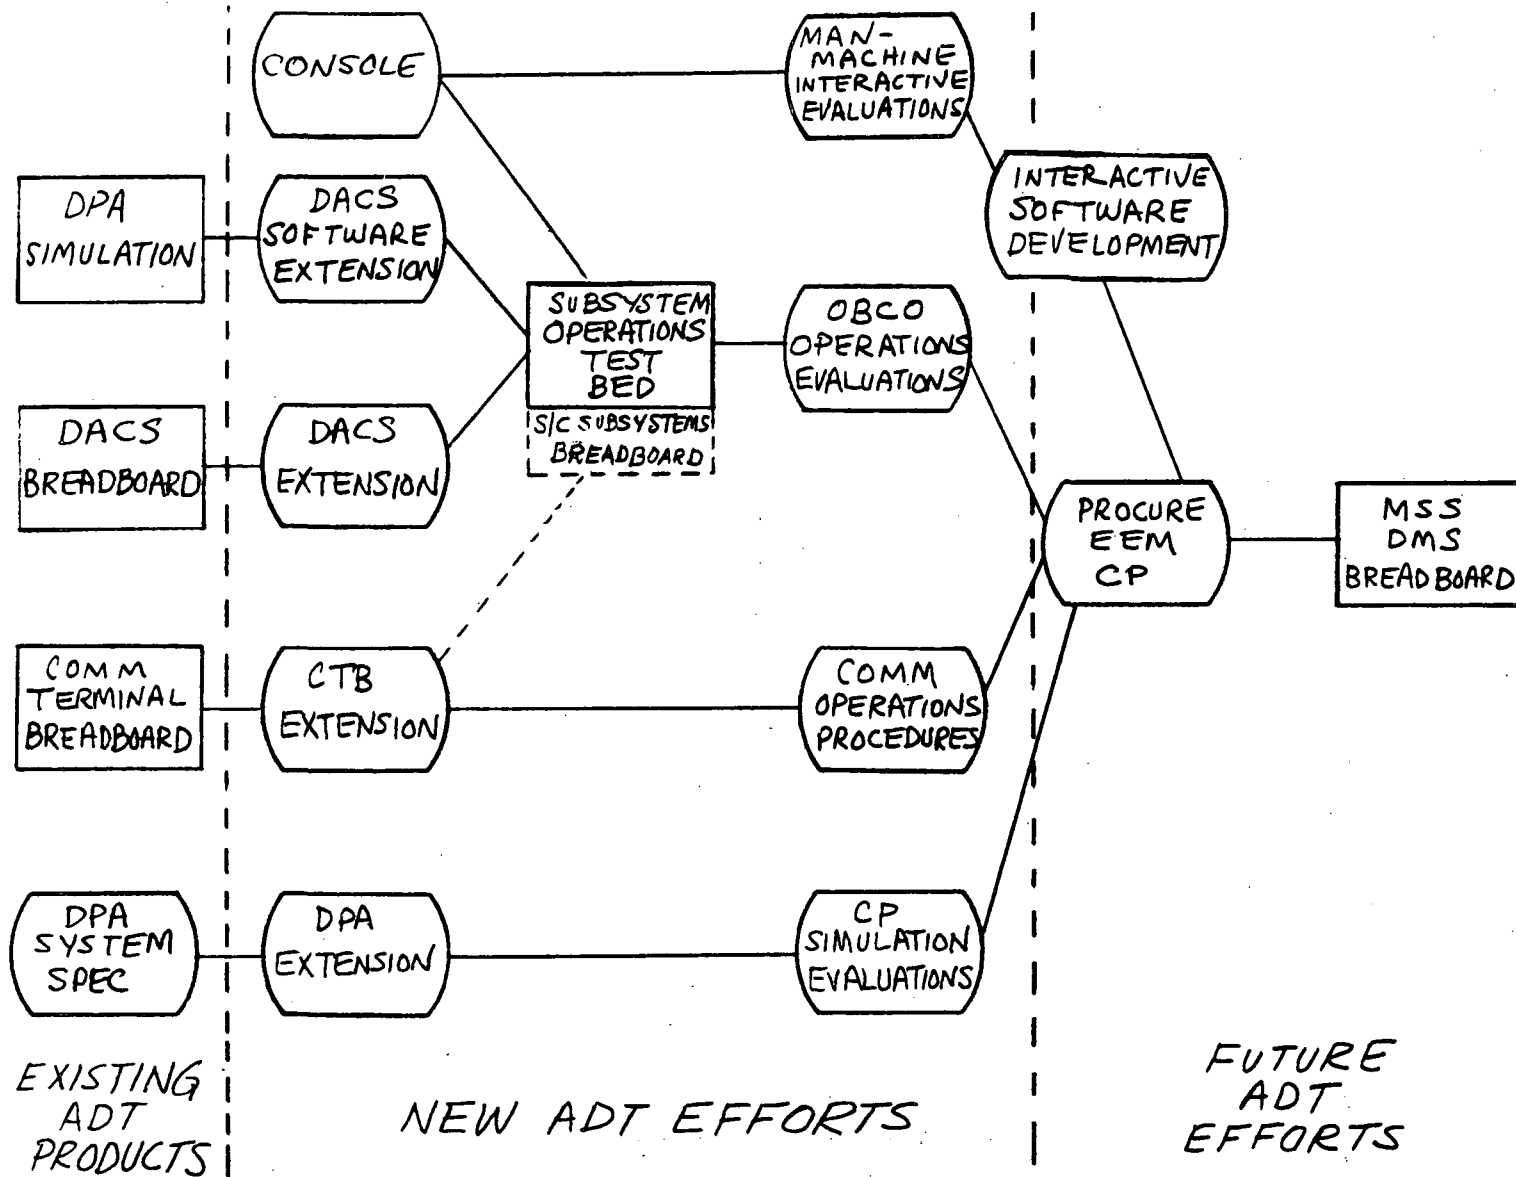 CONSOLE
MAN-
MACHINE
INTERACTIVE
EVALUATIONS
DPA
SIMULATION
DACS
SOFTWARE
EXTENSION
INTERACTIVE
SOFTWARE
DEVELOPMENT
SUBSYSTEM
OPERATIONS
TEST
BED
S/C SUBSYSTEMS
BREADBOARD
OBCO
OPERATIONS
EVALUATIONS
DACS
BREADBOARD
DACS
EXTENSION
PROCURE
EEM
CP
MSS
DMS
BREADBOARD
COMM
TERMINAL
BREADBOARD
CTB
EXTENSION
COMM
OPERATIONS
PROCEDURES
DPA
SYSTEM
SPEC
DPA
EXTENSION
CP
SIMULATION
EVALUATIONS
EXISTING
ADT
PRODUCTS
NEW ADT EFFORTS
FUTURE
ADT
EFFORTS